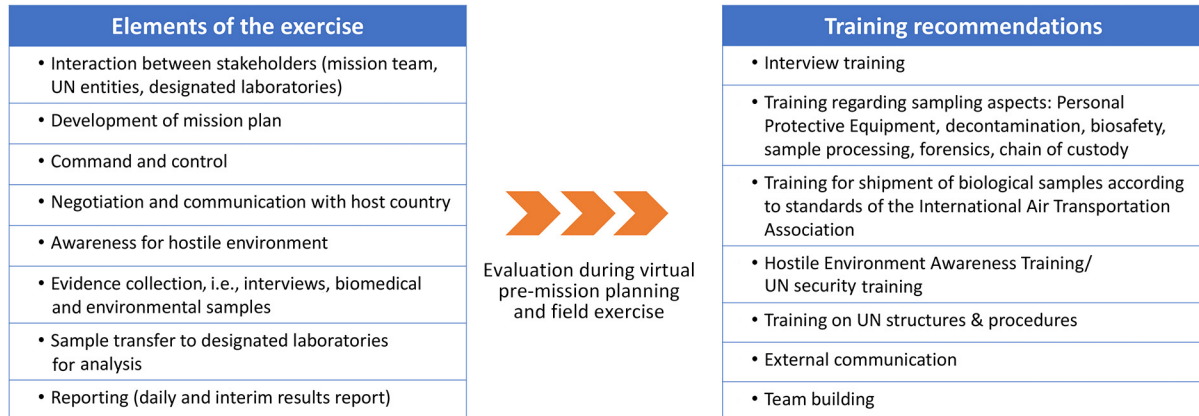 Elements of the exercise
• Interaction between stakeholders (mission team,
UN entities, designated laboratories)
• Development of mission plan
• Command and control
• Negotiation and communication with host country
• Awareness for hostile environment
• Evidence collection, i.e., interviews, biomedical
and environmental samples
• Sample transfer to designated laboratories
for analysis
• Reporting (daily and interim results report)
Evaluation during virtual
pre-mission planning
and field exercise
Training recommendations
• Interview training
• Training regarding sampling aspects: Personal
Protective Equipment, decontamination, biosafety,
sample processing, forensics, chain of custody
• Training for shipment of biological samples according
to standards of the International Air Transportation
Association
• Hostile Environment Awareness Training/
UN security training
• Training on UN structures & procedures
• External communication
• Team building